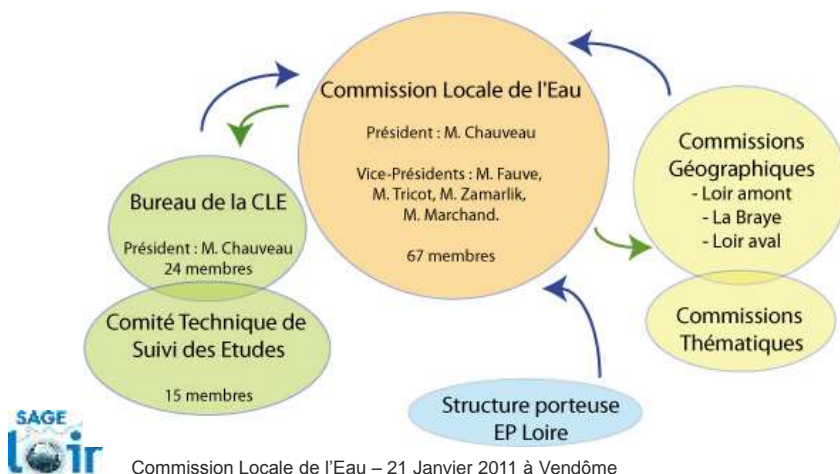 Commission Locale de l'Eau
Président : M. Chauveau
Vice-Présidents : M. Fauve,
M. Tricot, M. Zamarlik,
M. Marchand.
67 membres
Bureau de la CLE
Président : M. Chauveau
24 membres
Comité Technique de
Suivi des Etudes
15 membres
Commissions
Géographiques
- Loir amont
- La Braye
- Loir aval
Commissions
Thématiques
Structure porteuse
EP Loire
SAGE
Loir
Commission Locale de l'Eau – 21 Janvier 2011 à Vendôme